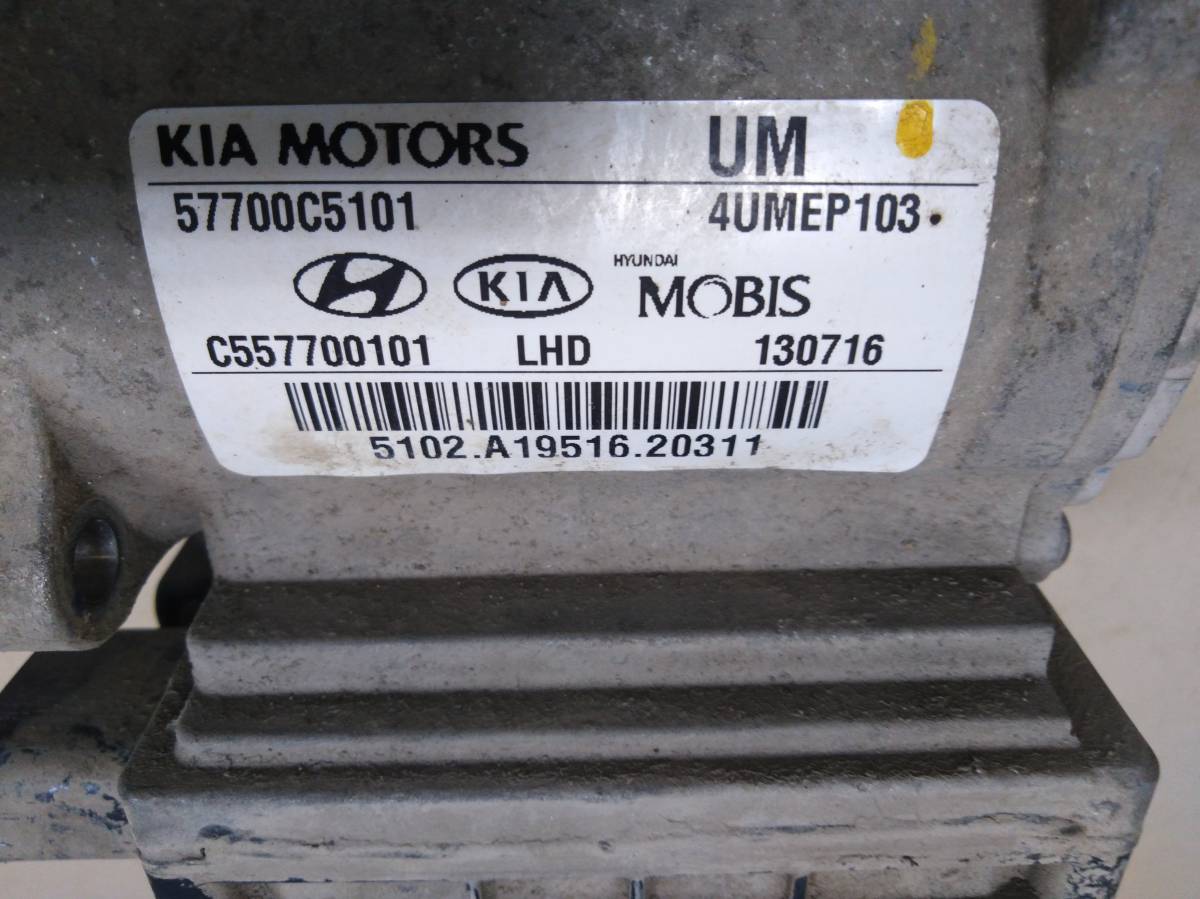 KIA MOTORS UM
57700C5101 4UMEP103
KIA HYUNDAI MOBIS
C557700101 LHD 130716
5102.A19516.20311